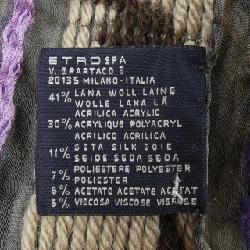 ETRO SPA
V. SPARTACO 3
20135 MILANO-ITALIA
41% LANA WOLL LAINE
WOLLE LANA LÃ
ACRILICA ACRYLIC
30% ACRYLIQUE POLYACRYL
ACRILICO ACRILICA
11% SETA SILK SOIE
SEIDE SEDA SEDA
7% POLIESTERE POLYESTER
POLIESTER
6% ACETATO ACETATE ACETAT
5% VISCOSA VISCOSE VISKOSE